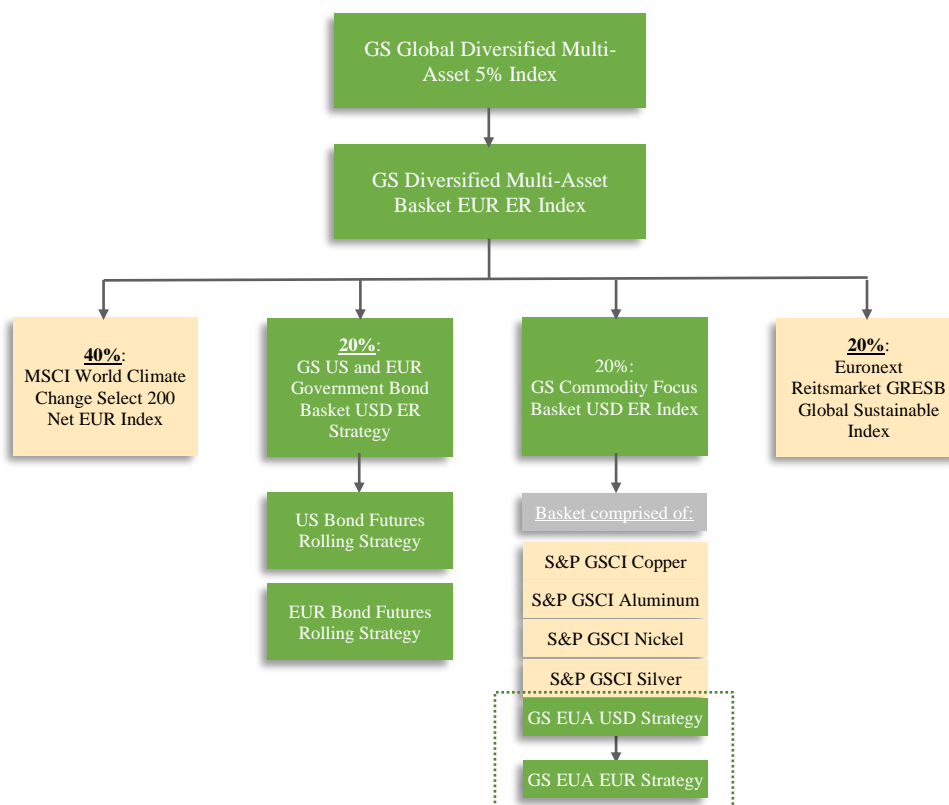 GS Global Diversified Multi-
Asset 5% Index
GS Diversified Multi-Asset
Basket EUR ER Index
40%:
MSCI World Climate
Change Select 200
Net EUR Index
20%:
GS US and EUR
Government Bond
Basket USD ER
Strategy
20%:
GS Commodity Focus
Basket USD ER Index
20%:
Euronext
Reitsmarket GRESB
Global Sustainable
Index
US Bond Futures
Rolling Strategy
EUR Bond Futures
Rolling Strategy
Basket comprised of:
S&P GSCI Copper
S&P GSCI Aluminum
S&P GSCI Nickel
S&P GSCI Silver
GS EUA USD Strategy
GS EUA EUR Strategy